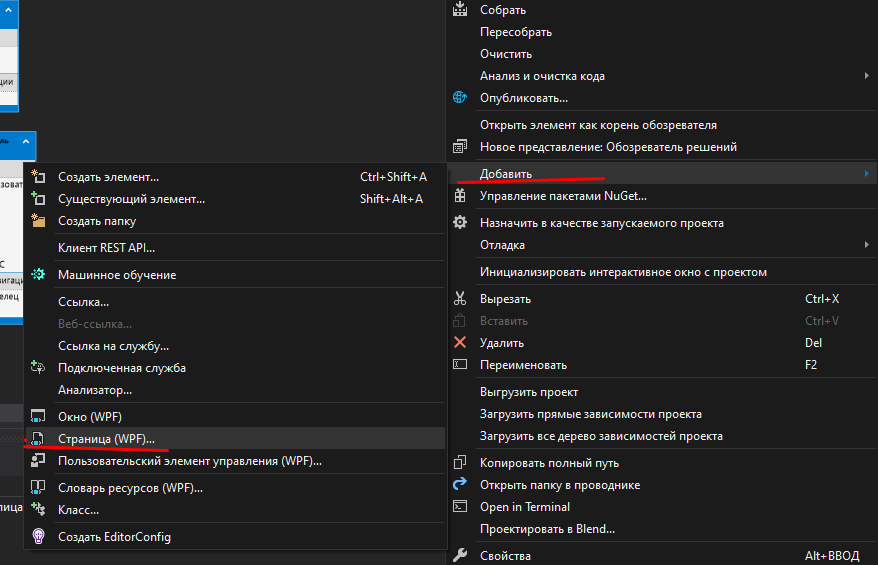 Собрать
Пересобрать
Очистить
Анализ и очистка кода
Опубликовать...
Открыть элемент как корень обозревателя
Новое представление: Обозреватель решений
Добавить
Управление пакетами NuGet...
Назначить в качестве запускаемого проекта
Отладка
Инициализировать интерактивное окно с проектом
Вырезать Ctrl+X
Вставить Ctrl+V
Удалить Del
Переименовать F2
Выгрузить проект
Загрузить прямые зависимости проекта
Загрузить все дерево зависимостей проекта
Копировать полный путь
Открыть папку в проводнике
Open in Terminal
Проектировать в Blend...
Свойства Alt+ВВОД
Создать элемент... Ctrl+Shift+A
Существующий элемент... Shift+Alt+A
Создать папку
Клиент REST API...
Машинное обучение
Ссылка...
Веб-ссылка...
Ссылка на службу...
Подключенная служба
Анализатор...
Окно (WPF)
Страница (WPF)...
Пользовательский элемент управления (WPF)...
Словарь ресурсов (WPF)...
Класс...
Создать EditorConfig